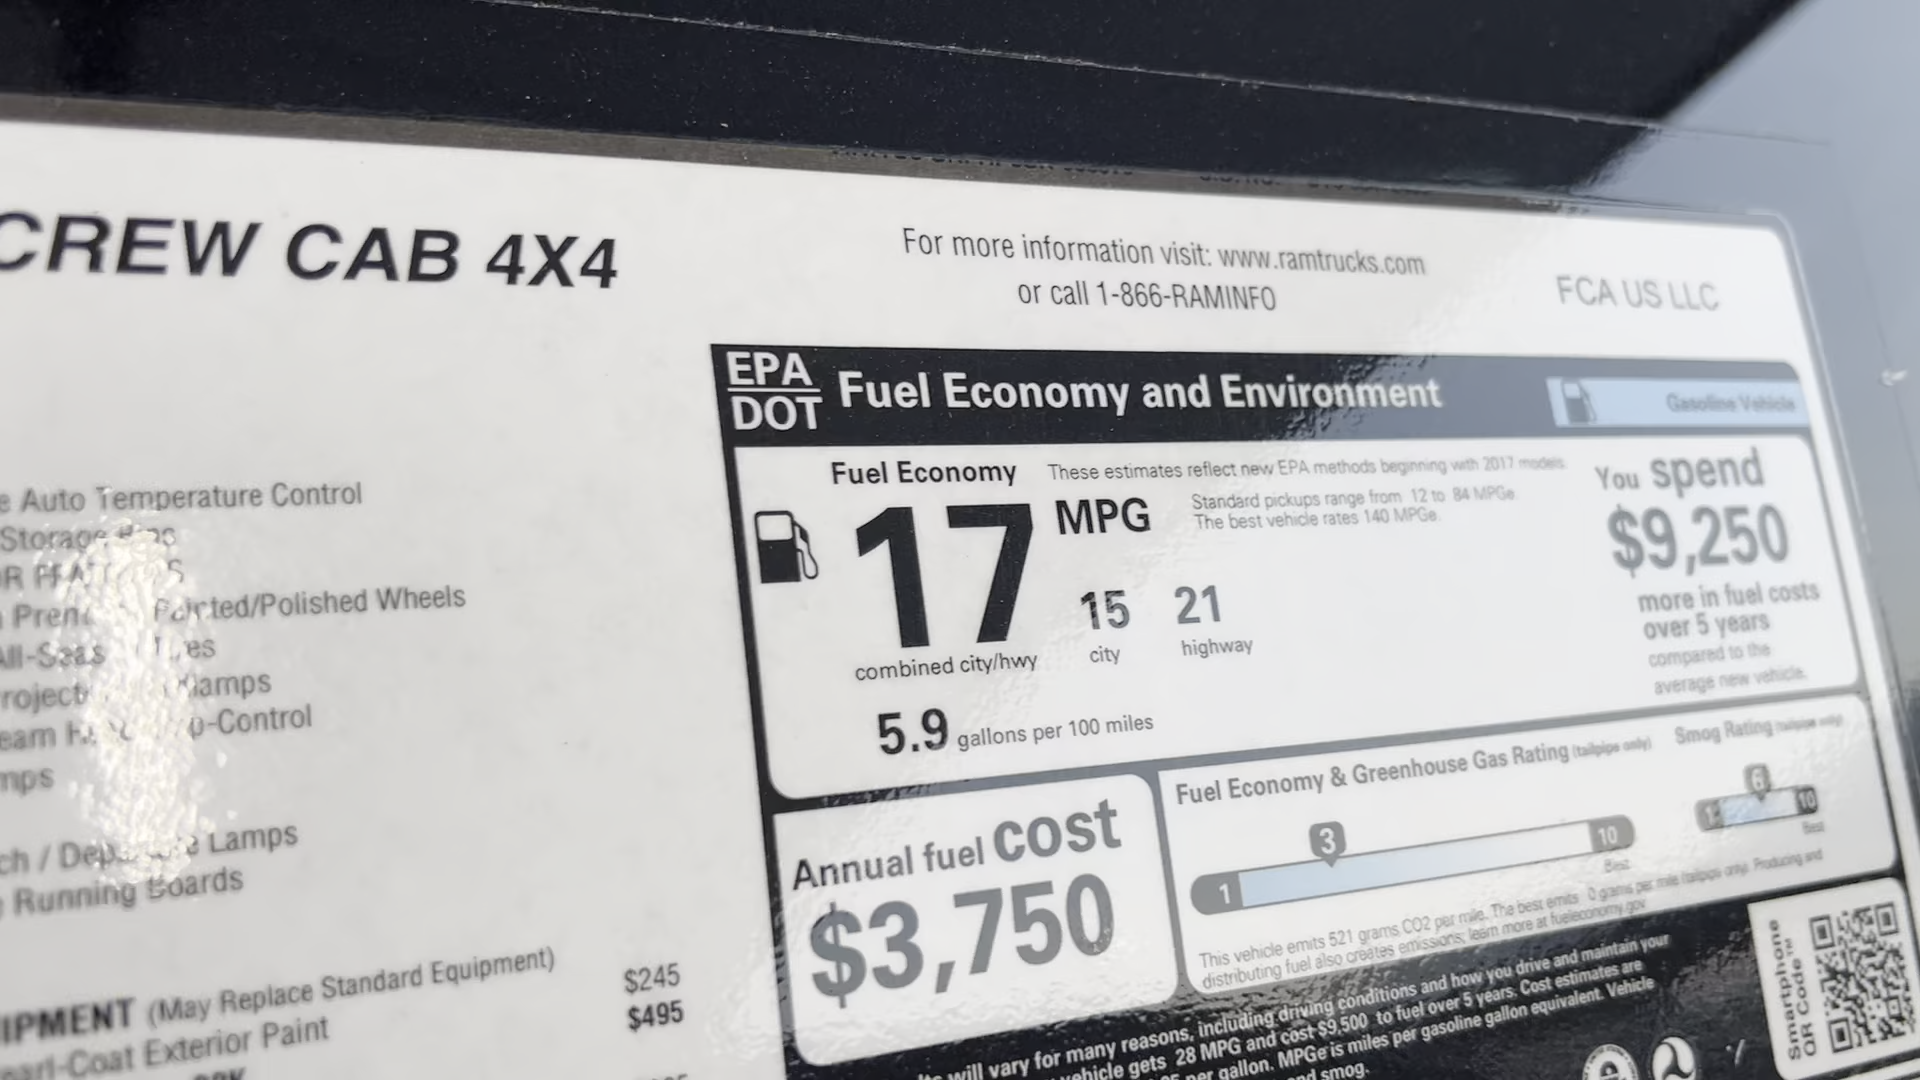 CREW CAB 4X4
For more information visit: www.ramtrucks.com
or call 1-866-RAMINFO
FCA US LLC
EPA
DOT
Fuel Economy and Environment
Gasoline Vehicle
Fuel Economy
These estimates reflect new EPA methods beginning with 2017 models.
17 MPG
Standard pickups range from 12 to 84 MPGe.
The best vehicle rates 140 MPGe.
15
city
21
highway
combined city/hwy
5.9 gallons per 100 miles
You spend
$9,250
more in fuel costs
over 5 years
compared to the
average new vehicle.
Annual fuel cost
$3,750
Fuel Economy & Greenhouse Gas Rating (tailpipe only)
3
1
10
Best
Smog Rating (tailpipe only)
6
1
10
Best
This vehicle emits 521 grams CO2 per mile. The best emits 0 grams per mile (tailpipe only). Producing and
distributing fuel also creates emissions; learn more at fueleconomy.gov
will vary for many reasons, including driving conditions and how you drive and maintain your
vehicle gets 28 MPG and cost $9,500 to fuel over 5 years. Cost estimates are
per gallon. MPGe is miles per gasoline gallon equivalent. Vehicle
and smog.
Smartphone
QR Code™
Auto Temperature Control
Storage
Painted/Polished Wheels
Lamps
Running Boards
(May Replace Standard Equipment)
$245
Exterior Paint
$495